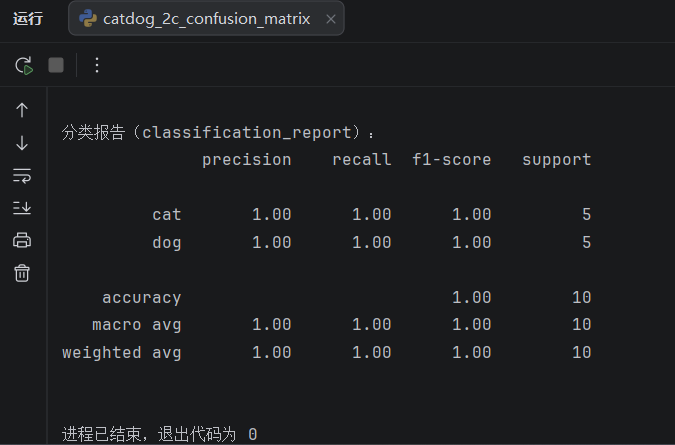 运行 catdog_2c_confusion_matrix
分类报告（classification_report）：
precision recall f1-score support
cat 1.00 1.00 1.00 5
dog 1.00 1.00 1.00 5
accuracy 1.00 10
macro avg 1.00 1.00 1.00 10
weighted avg 1.00 1.00 1.00 10
进程已结束，退出代码为 0